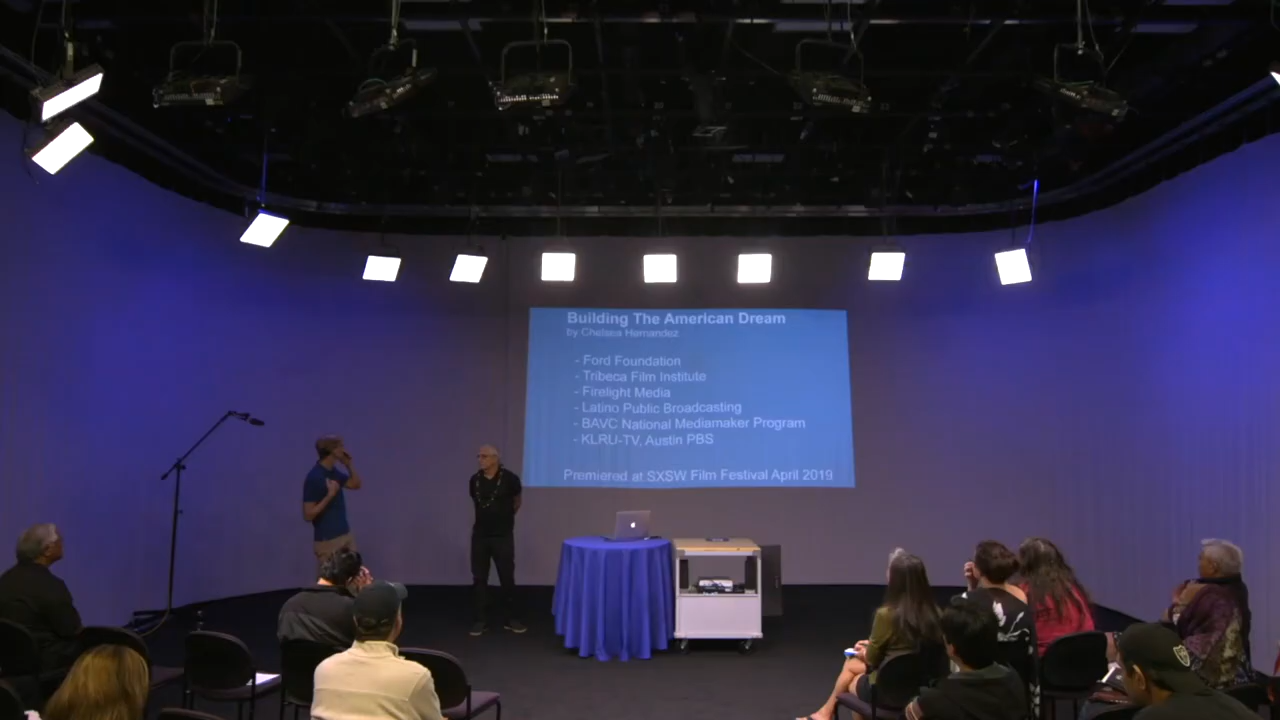 Building The American Dream
by Chelsea Hernandez
- Ford Foundation
- Tribeca Film Institute
- Firelight Media
- Latino Public Broadcasting
- BAVC National Mediamaker Program
- KLRU-TV, Austin PBS
Premiered at SXSW Film Festival April 2019